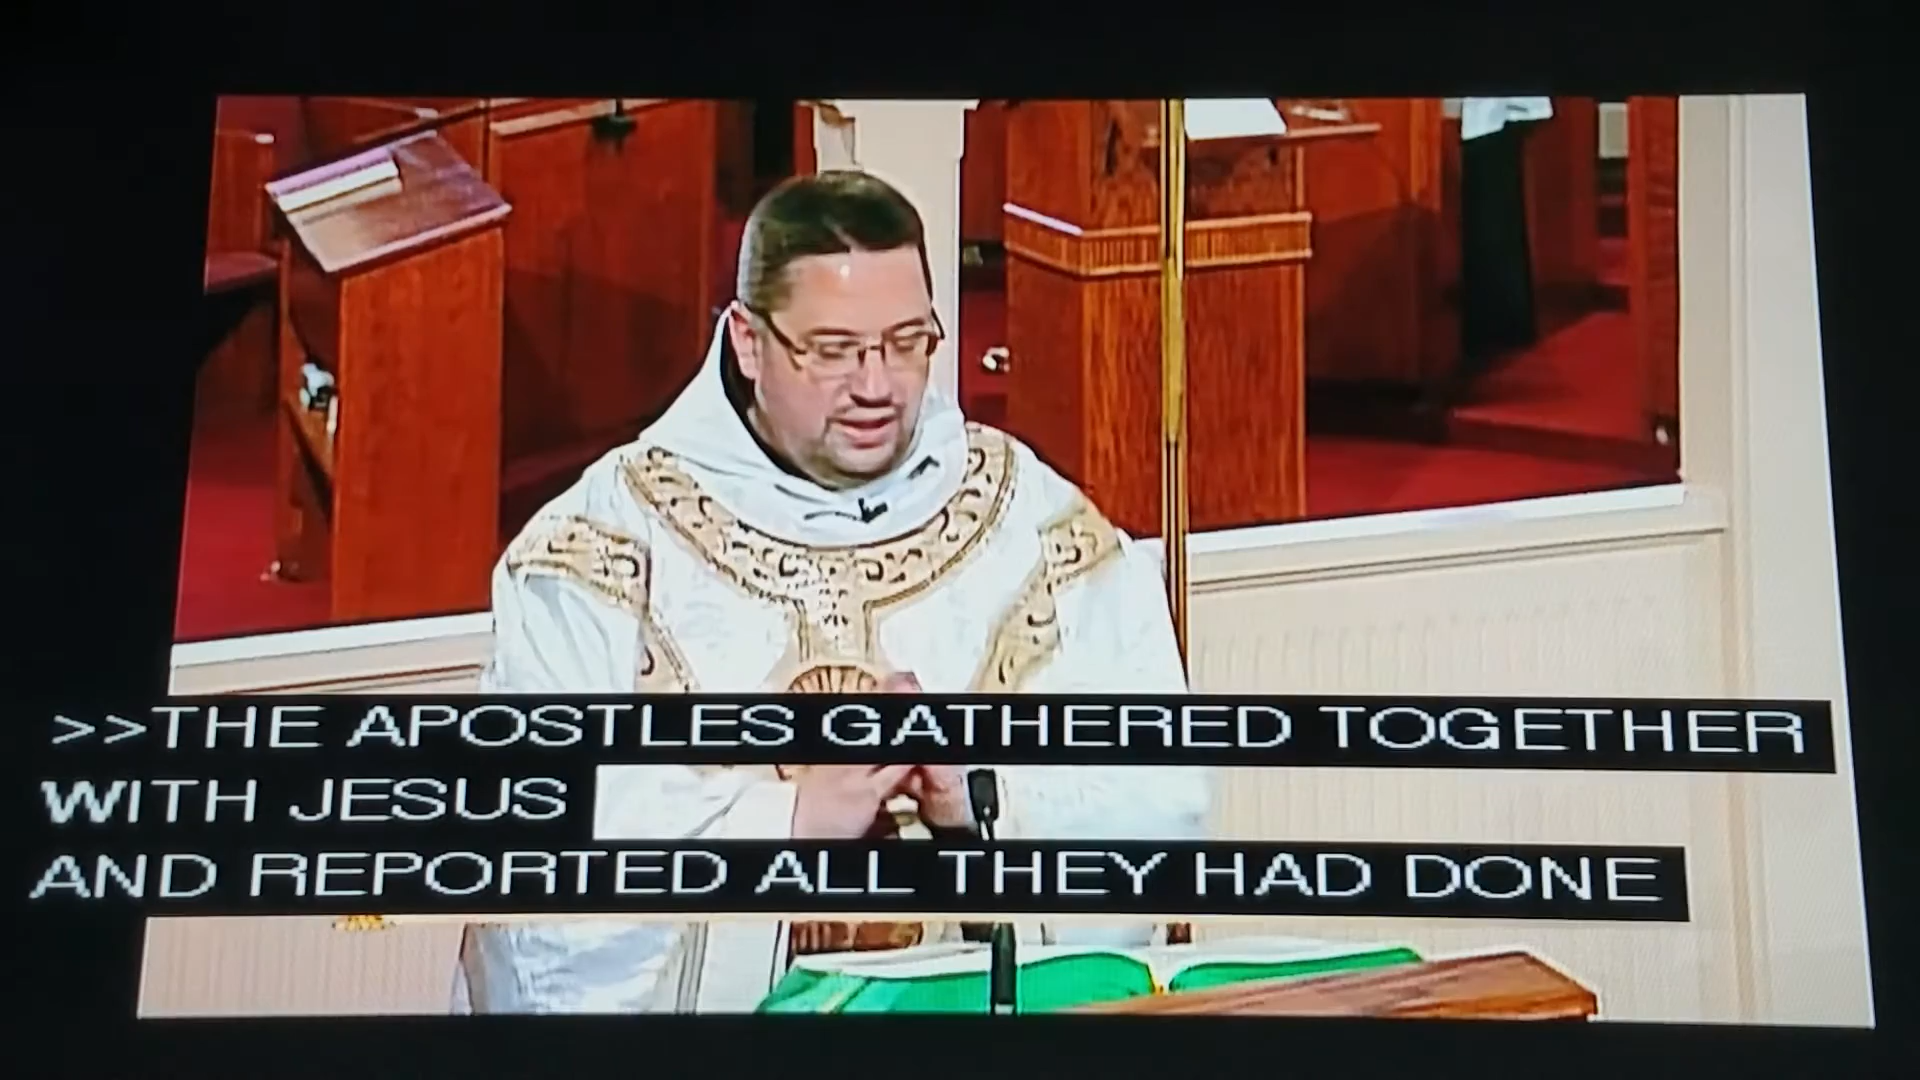 >>THE APOSTLES GATHERED TOGETHER
WITH JESUS
AND REPORTED ALL THEY HAD DONE